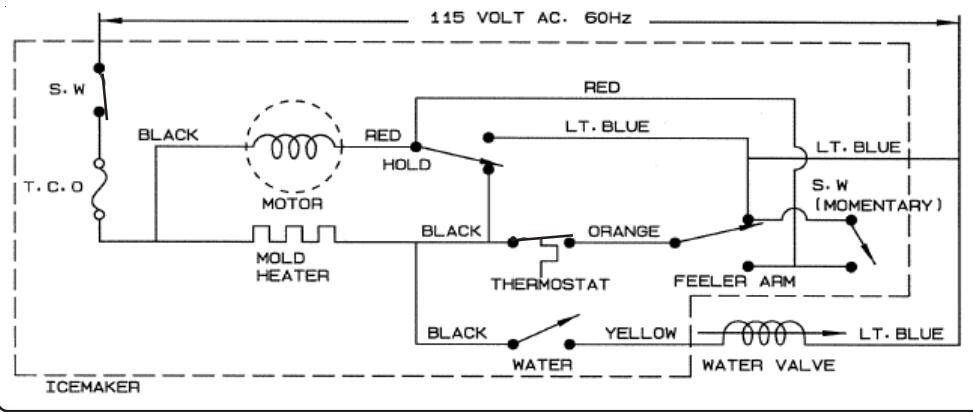 115 VOLT AC. 60Hz
S.W
RED
BLACK
RED
LT.BLUE
LT.BLUE
HOLD
T.C.O
S.W
MOTOR
(MOMENTARY)
BLACK
ORANGE
MOLD
HEATER
THERMOSTAT
FEELER ARM
BLACK
YELLOW
LT.BLUE
WATER
WATER VALVE
ICEMAKER